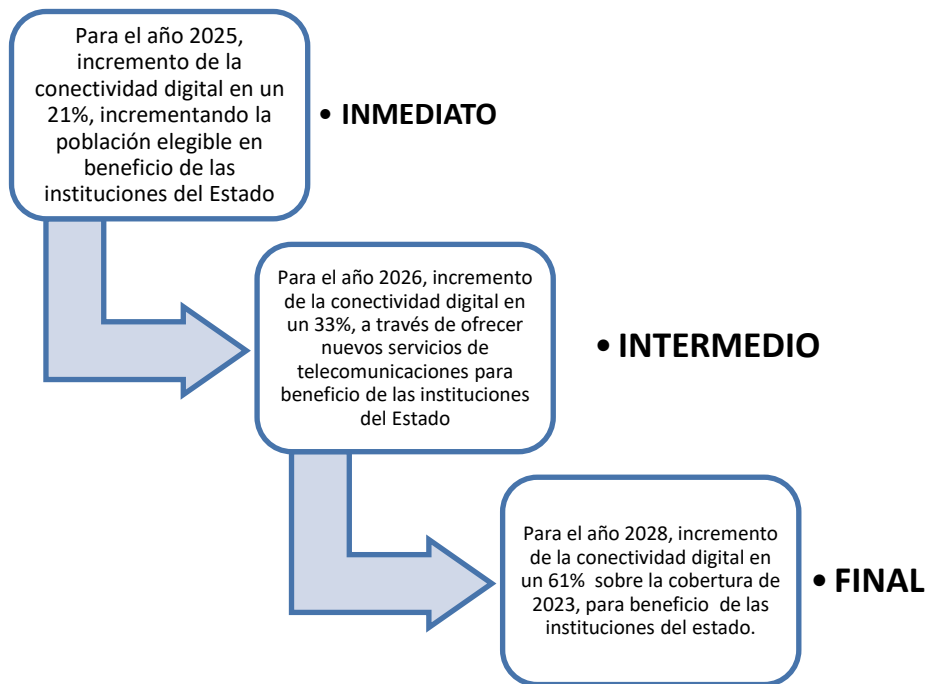 Para el año 2025,
incremento de la
conectividad digital en un
21%, incrementando la
población elegible en
beneficio de las
instituciones del Estado
• INMEDIATO
Para el año 2026, incremento
de la conectividad digital en
un 33%, a través de ofrecer
nuevos servicios de
telecomunicaciones para
beneficio de las instituciones
del Estado
• INTERMEDIO
Para el año 2028, incremento
de la conectividad digital en
un 61% sobre la cobertura de
2023, para beneficio de las
instituciones del estado.
• FINAL